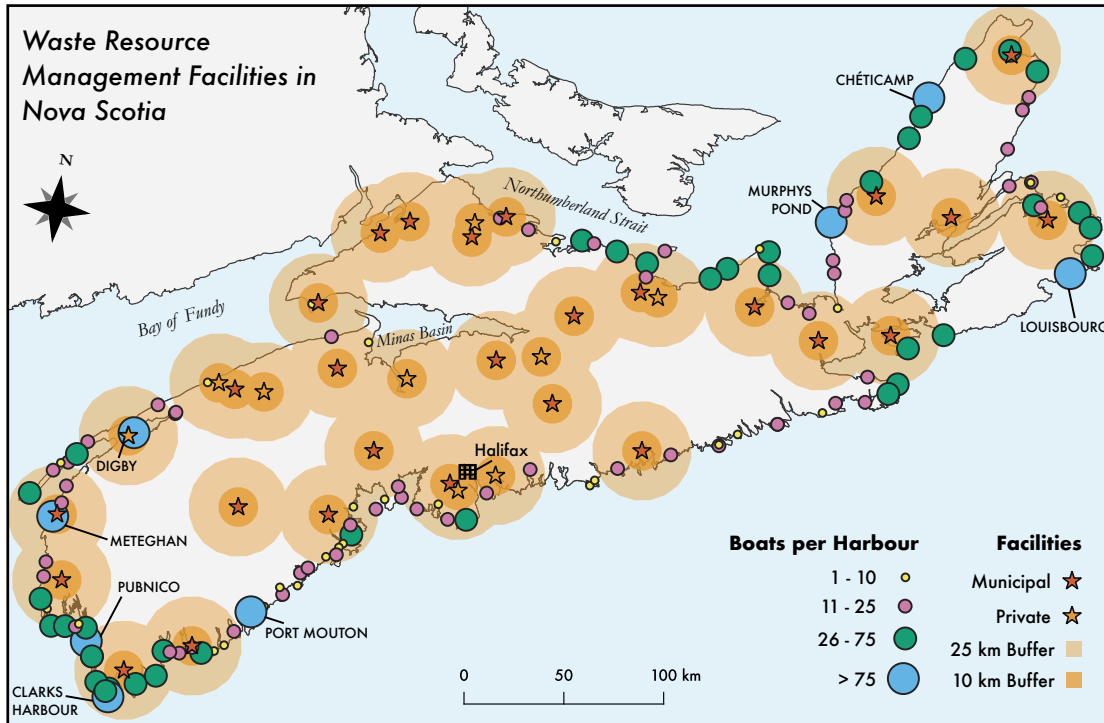 Waste Resource
Management Facilities in
Nova Scotia
N
CHÉTICAMP
MURPHYS
POND
Northumberland Strait
Bay of Fundy
Minas Basin
LOUISBOURG
DIGBY
Halifax
METEGHAN
PUBNICO
PORT MOUTON
CLARKS
HARBOUR
Boats per Harbour
1 - 10
11 - 25
26 - 75
> 75
Facilities
Municipal
Private
25 km Buffer
10 km Buffer
0 50 100 km